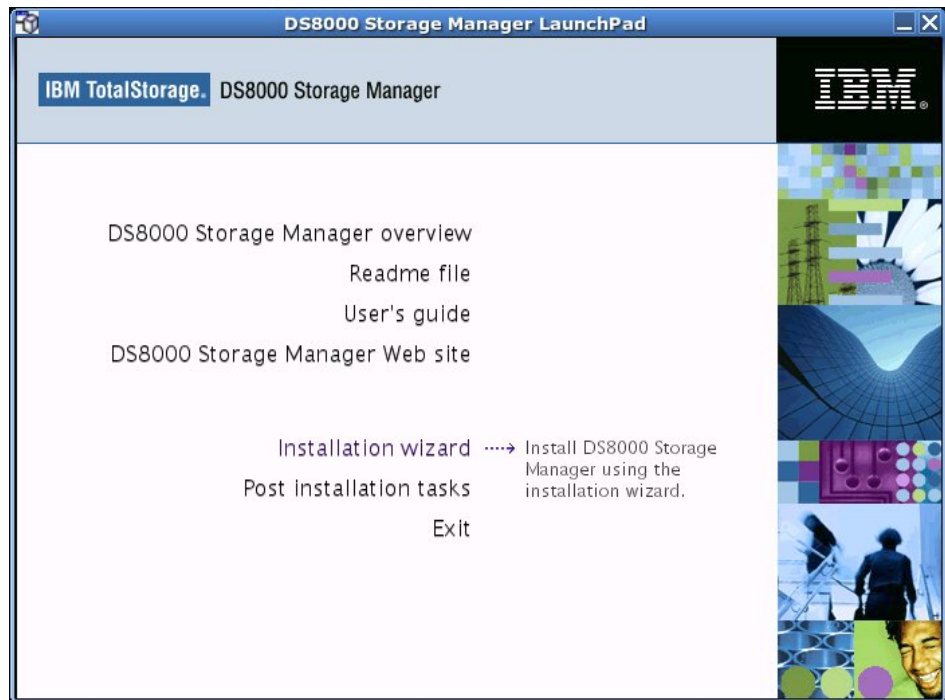 DS8000 Storage Manager LaunchPad
IBM TotalStorage. DS8000 Storage Manager
IBM®
DS8000 Storage Manager overview
Readme file
User's guide
DS8000 Storage Manager Web site
Installation wizard
Install DS8000 Storage
Manager using the
installation wizard.
Post installation tasks
Exit